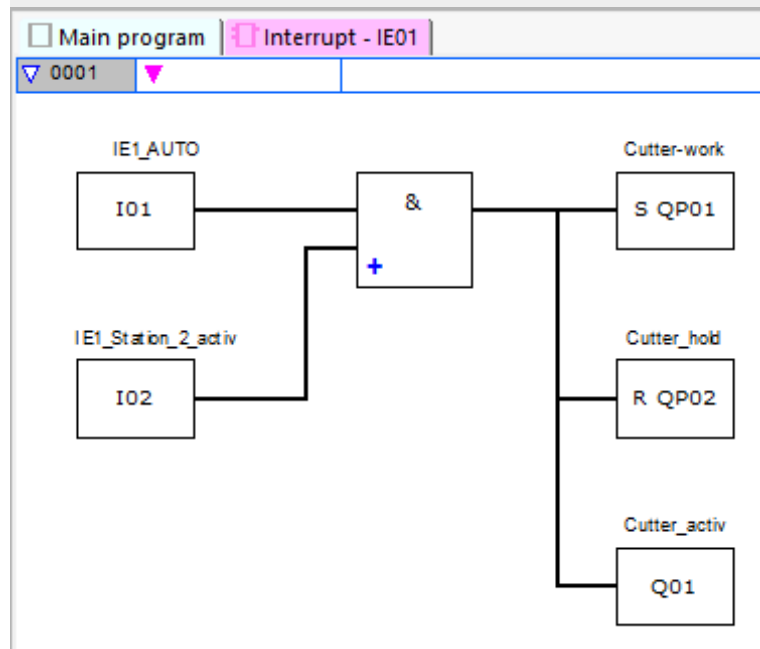 Main program Interrupt - IE01
0001
IE1_AUTO Cutter-work
I01 & S QP01
+
IE1_Station_2_activ Cutter_hold
I02 R QP02
Cutter_activ
Q01